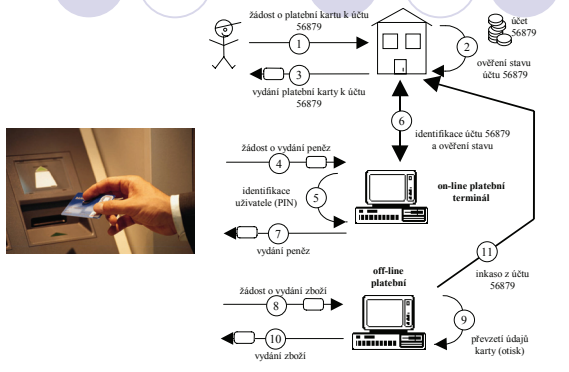 žádost o platební kartu k účtu
56879
1
3
vydání platební karty k účtu
56879
2
účet
56879
ověření stavu
účtu 56879
6
identifikace účtu 56879
a ověření stavu
žádost o vydání peněz
4
identifikace
uživatele (PIN)
5
on-line platební
terminál
7
vydání peněz
11
inkaso z účtu
56879
off-line
platební
žádost o vydání zboží
8
9
převzetí údajů
karty (otisk)
10
vydání zboží